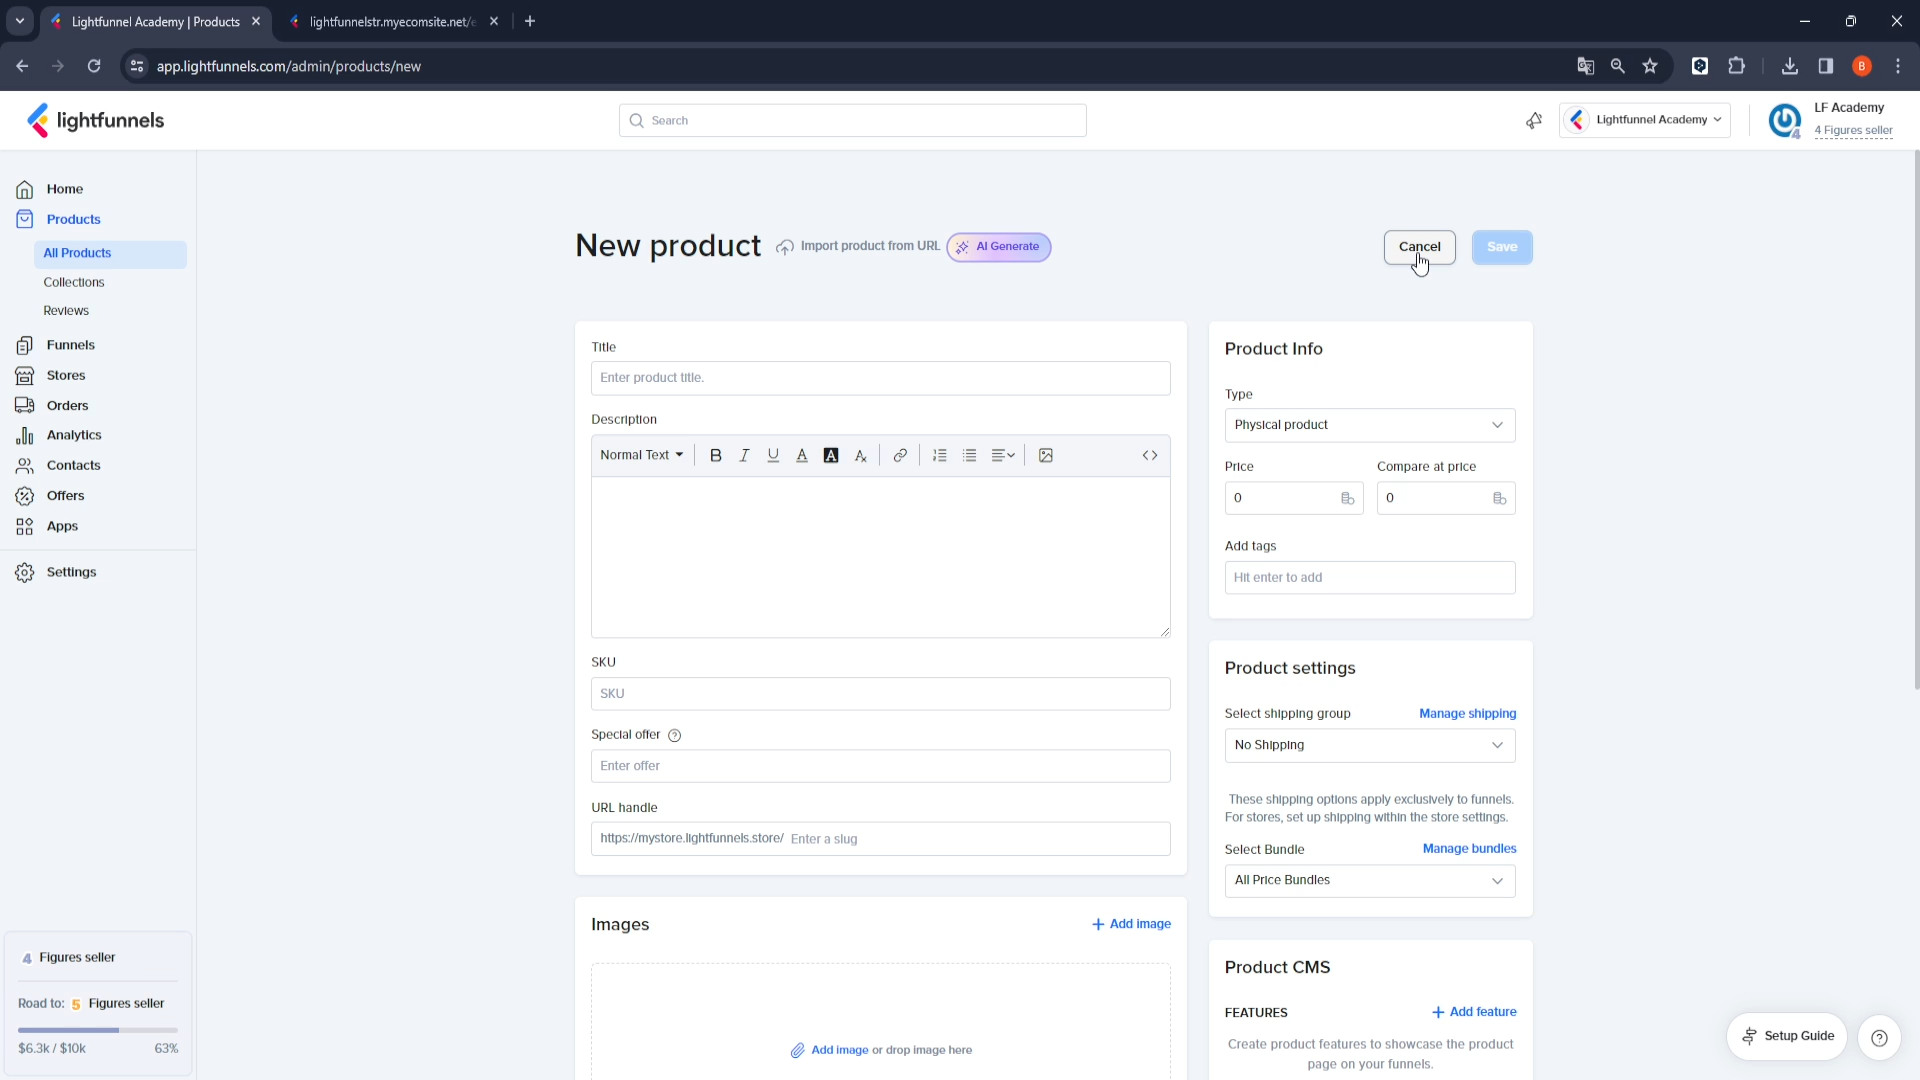 Lightfunnel Academy | Products
lightfunnelstr.myecomsite.net/e
app.lightfunnels.com/admin/products/new
B
lightfunnels
Search
Lightfunnel Academy
LF Academy
4 Figures seller
Home
Products
All Products
Collections
Reviews
Funnels
Stores
Orders
Analytics
Contacts
Offers
Apps
Settings
4 Figures seller
Road to: 5 Figures seller
$6.3k / $10k 63%
New product
Import product from URL
AI Generate
Cancel
Save
Title
Enter product title.
Description
Normal Text
SKU
SKU
Special offer
Enter offer
URL handle
https://mystore.lightfunnels.store/ Enter a slug
Images
Add image
Add image or drop image here
Product Info
Type
Physical product
Price Compare at price
0 0
Add tags
Hit enter to add
Product settings
Select shipping group Manage shipping
No Shipping
These shipping options apply exclusively to funnels.
For stores, set up shipping within the store settings.
Select Bundle Manage bundles
All Price Bundles
Product CMS
FEATURES Add feature
Create product features to showcase the product
page on your funnels.
Setup Guide